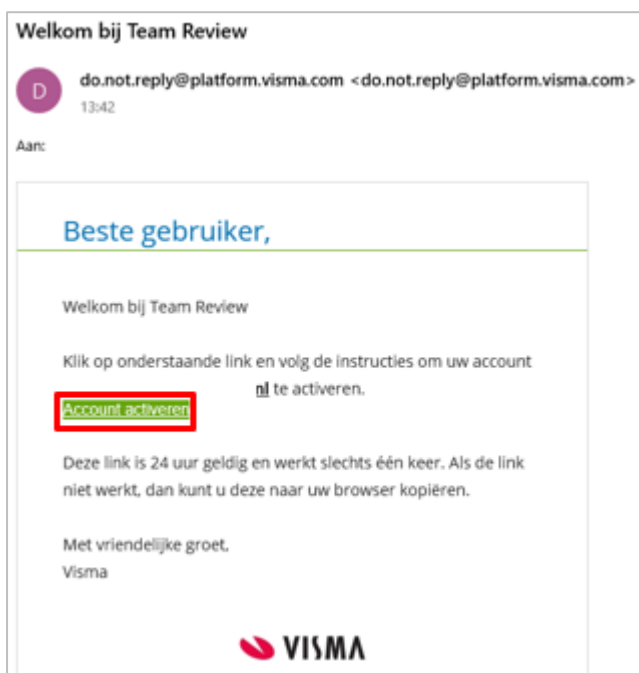 Welkom bij Team Review
D
do.not.reply@platform.visma.com <do.not.reply@platform.visma.com>
13:42
Aan:
Beste gebruiker,
Welkom bij Team Review
Klik op onderstaande link en volg de instructies om uw account
nl te activeren.
Account activeren
Deze link is 24 uur geldig en werkt slechts één keer. Als de link
niet werkt, dan kunt u deze naar uw browser kopiëren.
Met vriendelijke groet,
Visma
VISMA